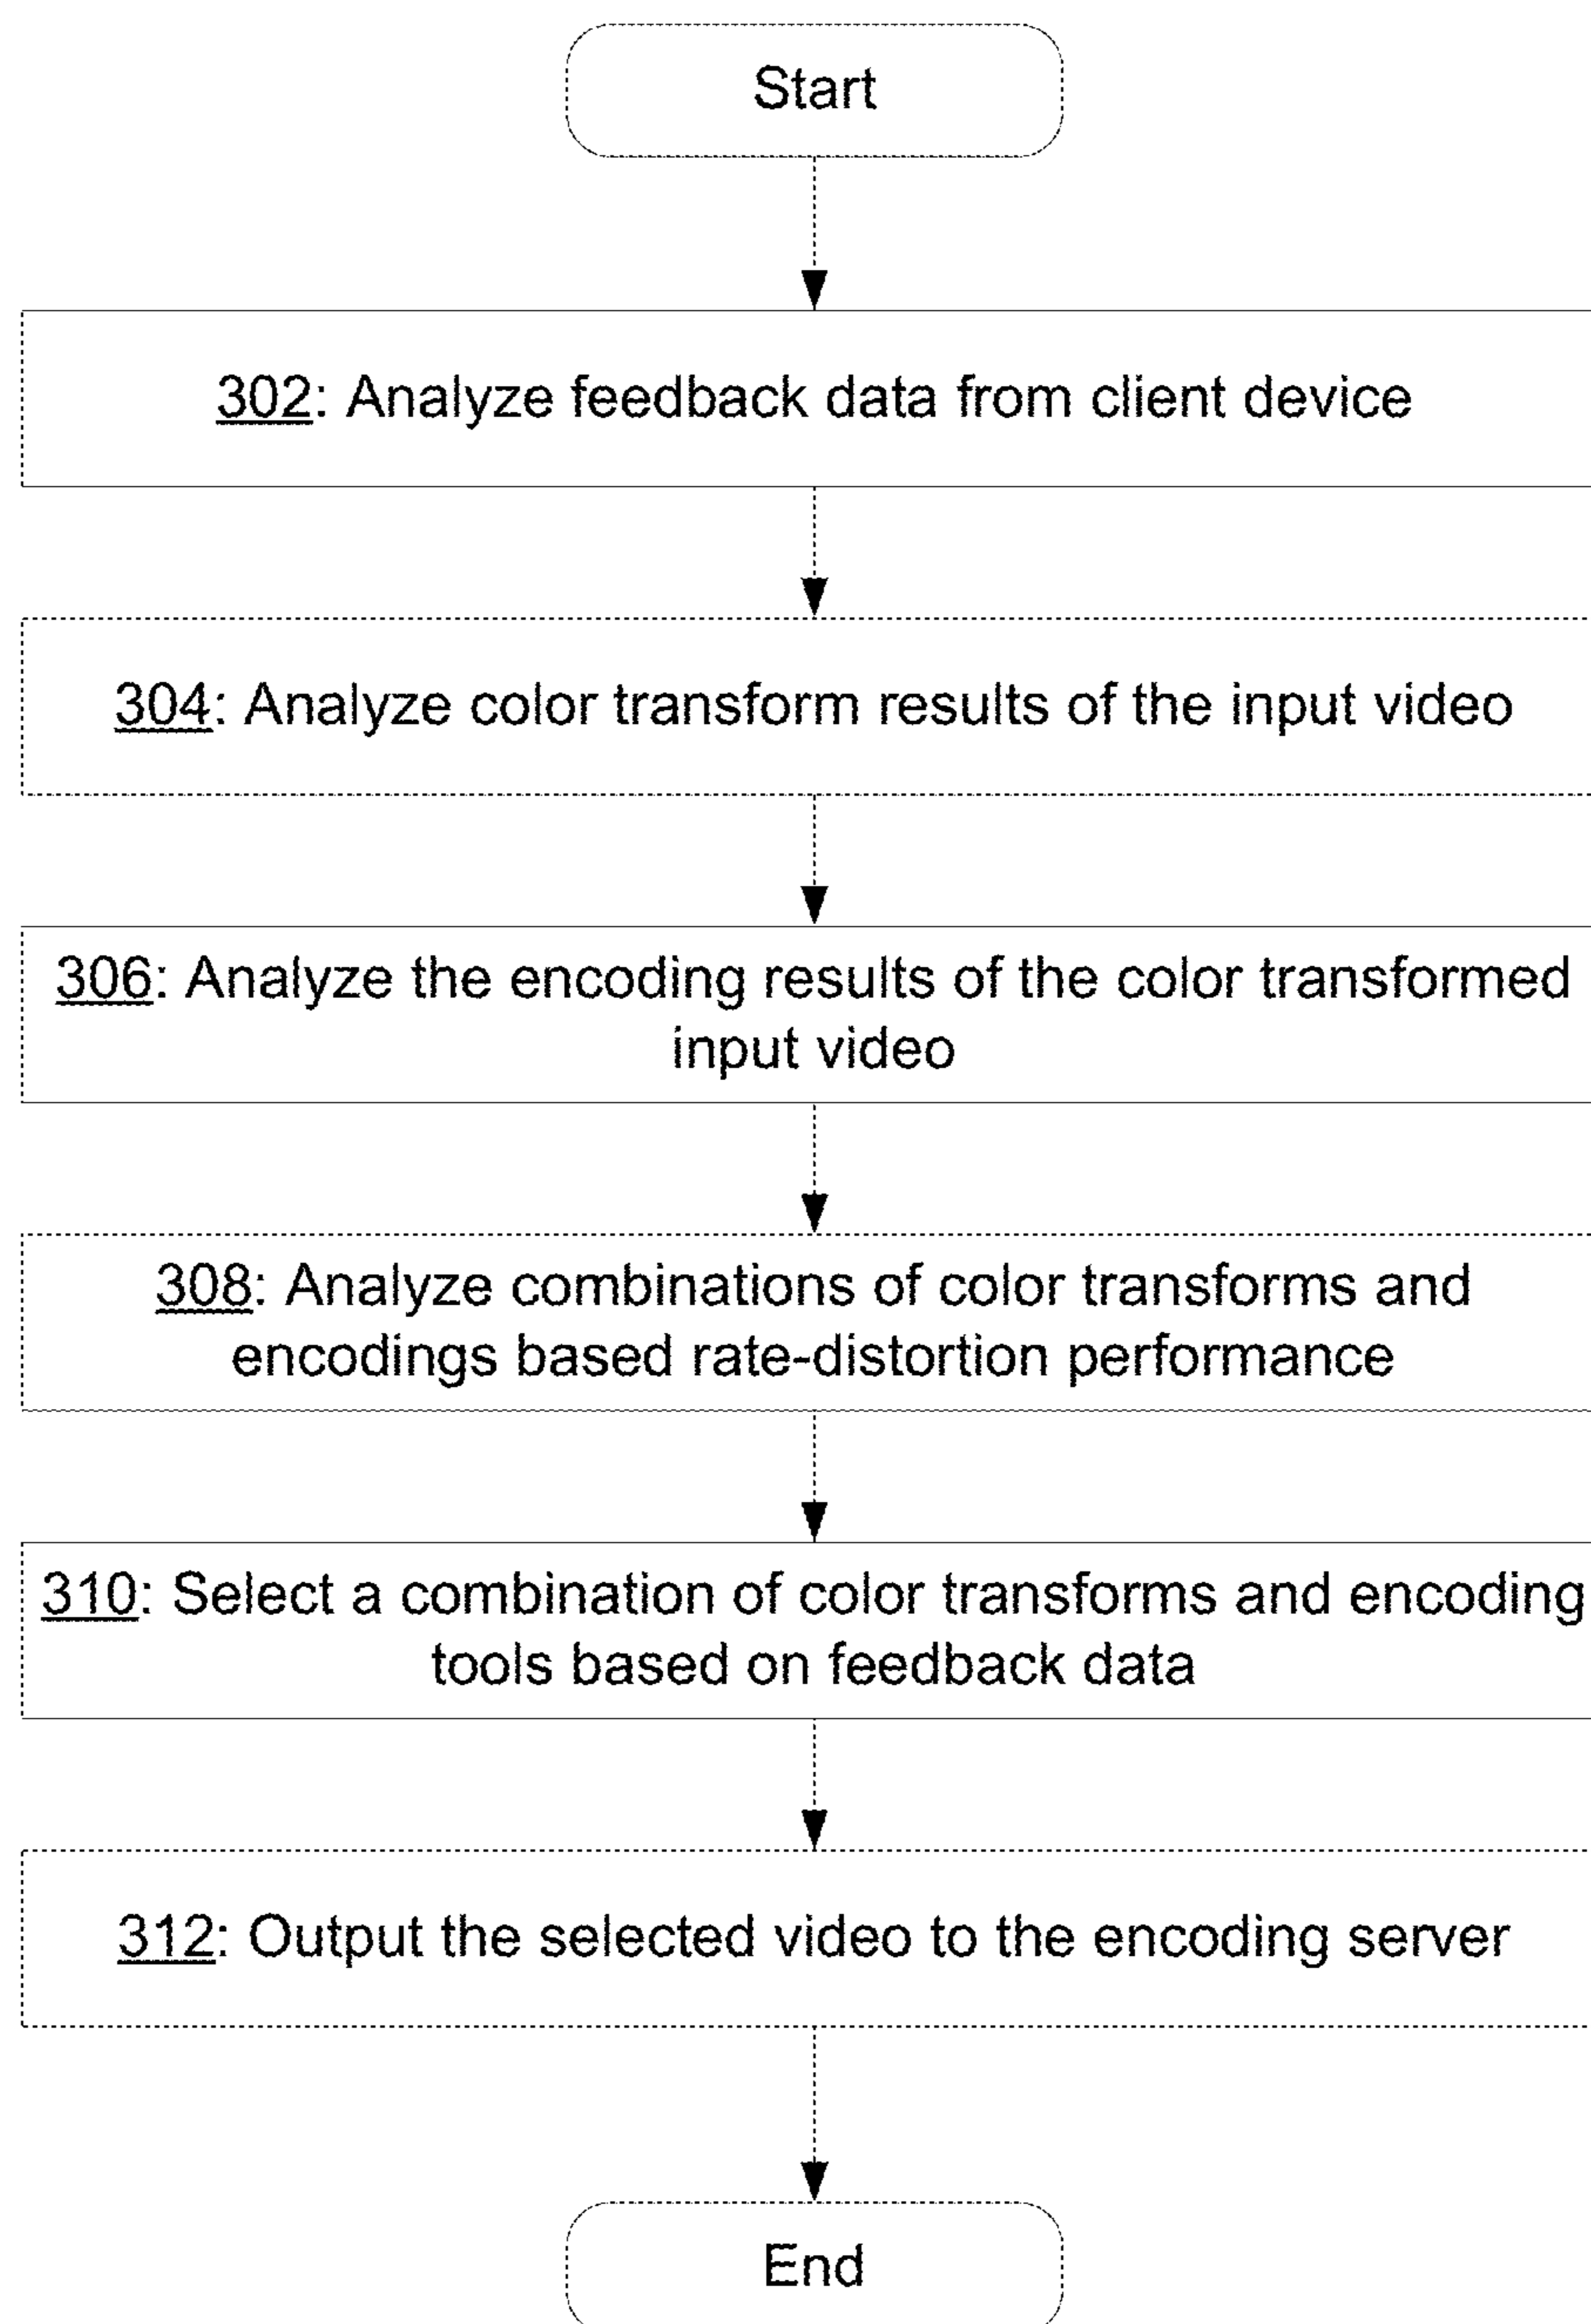 Start
302: Analyze feedback data from client device
304: Analyze color transform results of the input video
306: Analyze the encoding results of the color transformed
input video
308: Analyze combinations of color transforms and
encodings based rate-distortion performance
310: Select a combination of color transforms and encoding
tools based on feedback data
312: Output the selected video to the encoding server
End